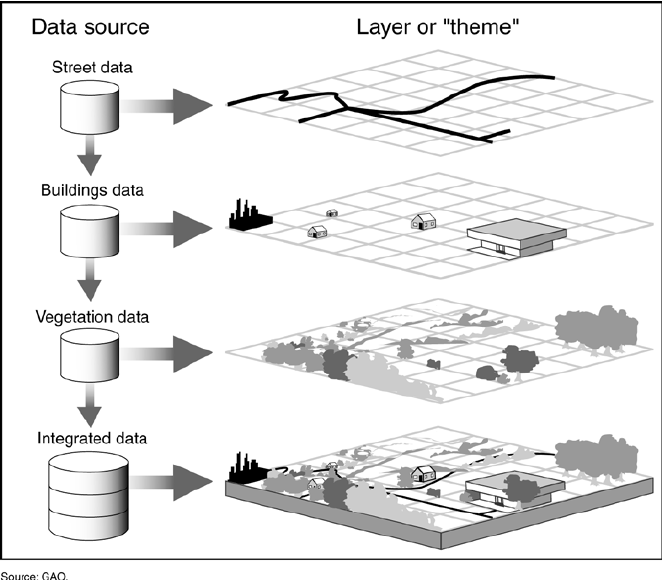 Data source
Layer or "theme"
Street data
Buildings data
Vegetation data
Integrated data
Source: GAO.